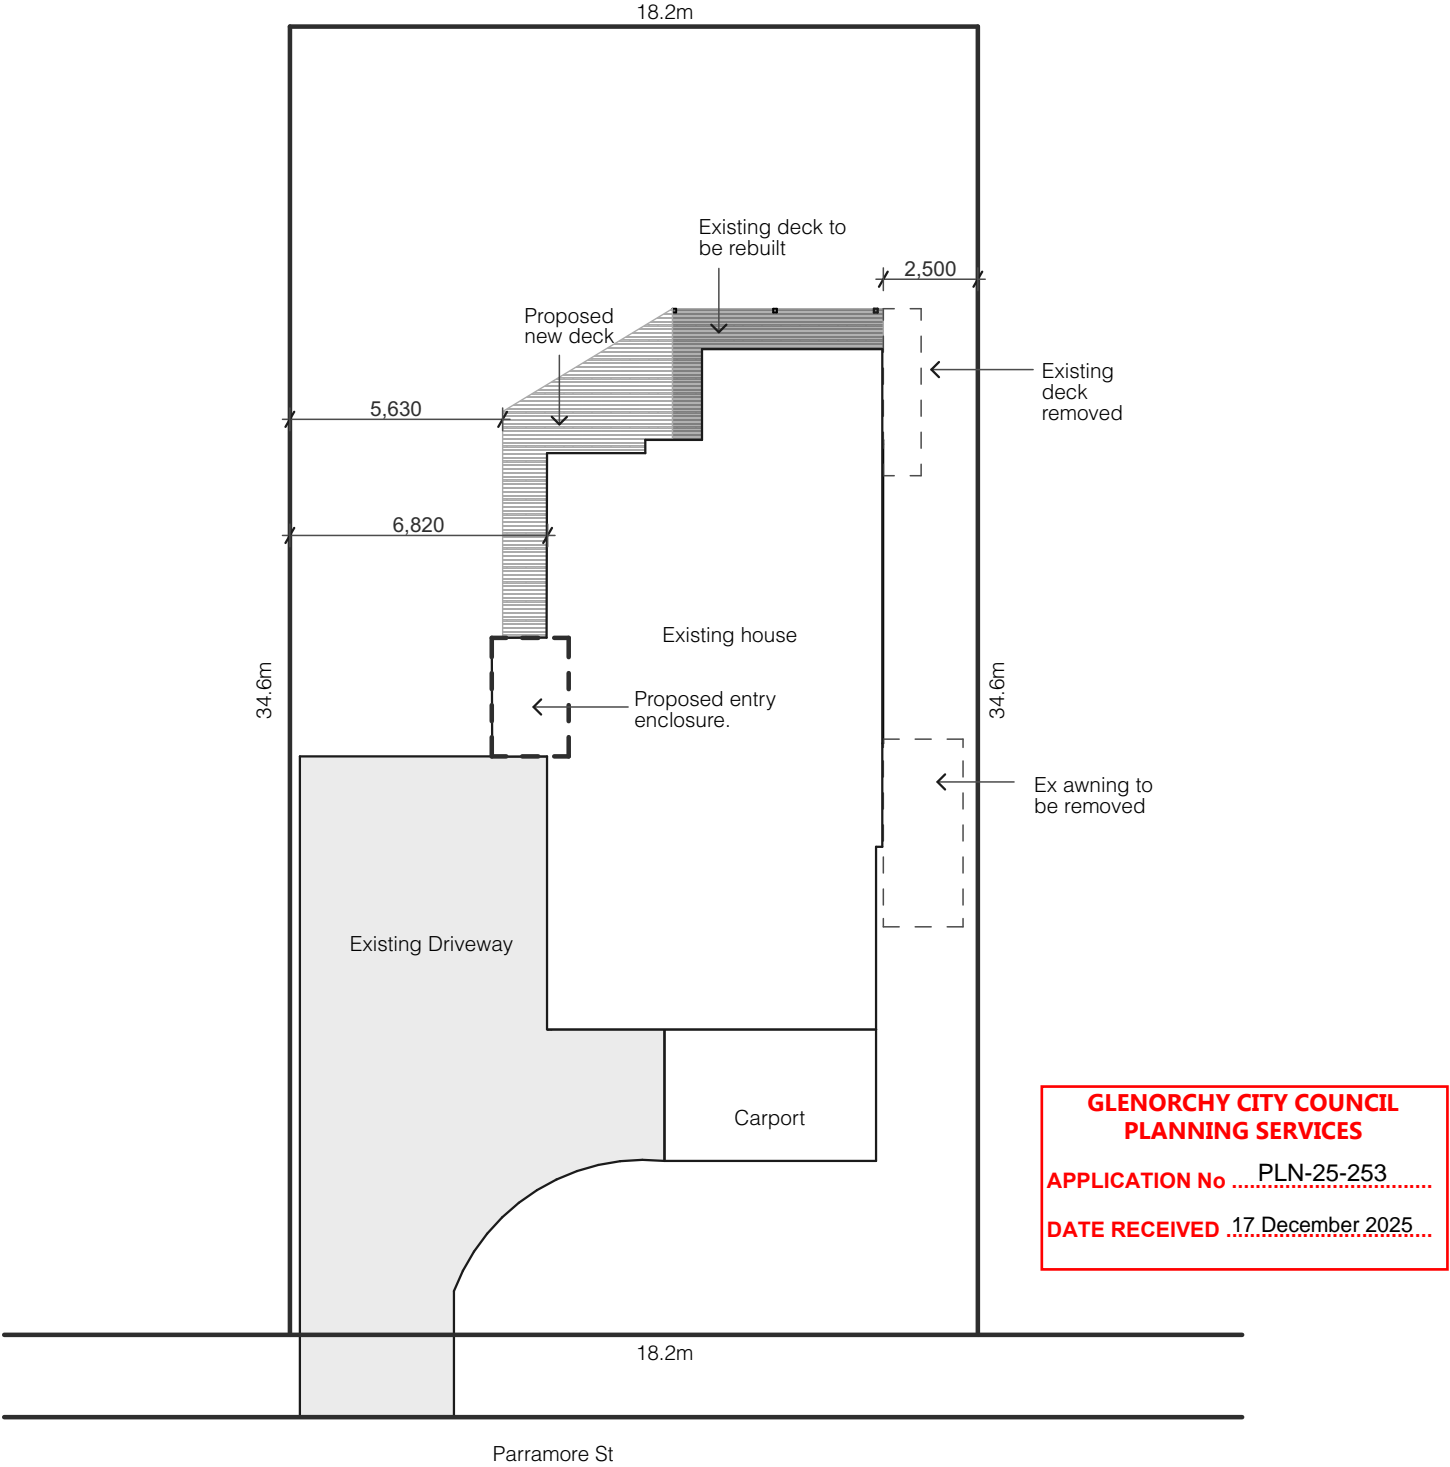 18.2m
Existing deck to
be rebuilt
2,500
Proposed
new deck
Existing
deck
removed
5,630
6,820
Existing house
34.6m
34.6m
Proposed entry
enclosure.
Ex awning to
be removed
Existing Driveway
Carport
GLENORCHY CITY COUNCIL
PLANNING SERVICES
APPLICATION No PLN-25-253
DATE RECEIVED 17 December 2025
18.2m
Parramore St